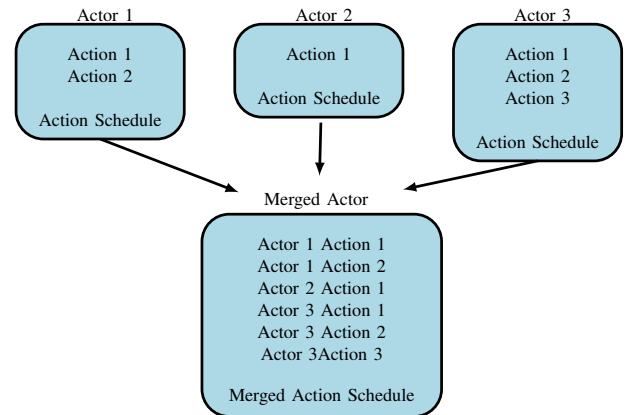 Actor 1
Action 1
Action 2
Action Schedule
Actor 2
Action 1
Action Schedule
Actor 3
Action 1
Action 2
Action 3
Action Schedule
Merged Actor
Actor 1 Action 1
Actor 1 Action 2
Actor 2 Action 1
Actor 3 Action 1
Actor 3 Action 2
Actor 3Action 3
Merged Action Schedule